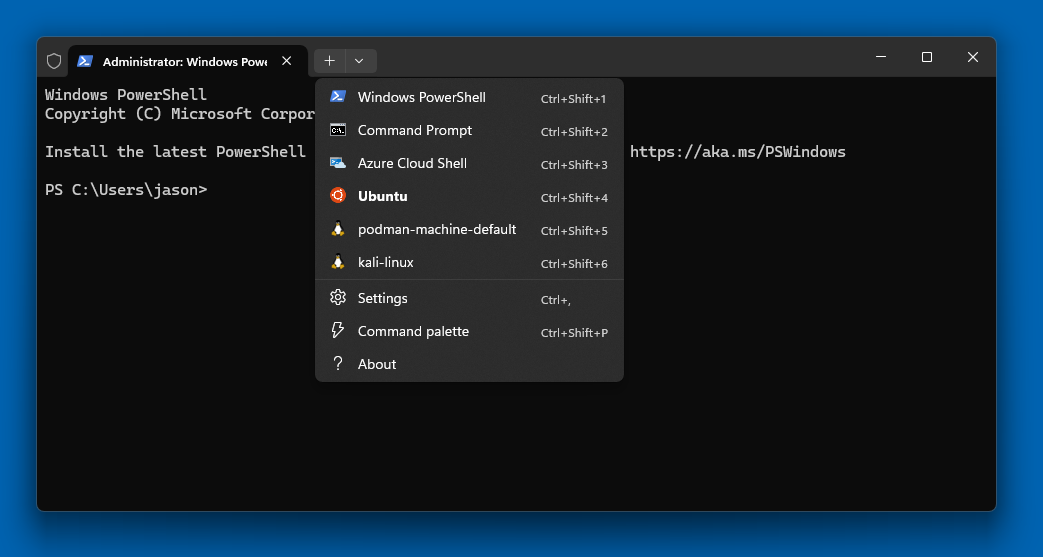 Administrator: Windows Powe
Windows PowerShell
Copyright (C) Microsoft Corpor
Install the latest PowerShell https://aka.ms/PSWindows
PS C:\Users\jason>
Windows PowerShell Ctrl+Shift+1
Command Prompt Ctrl+Shift+2
Azure Cloud Shell Ctrl+Shift+3
Ubuntu Ctrl+Shift+4
podman-machine-default Ctrl+Shift+5
kali-linux Ctrl+Shift+6
Settings Ctrl+,
Command palette Ctrl+Shift+P
? About